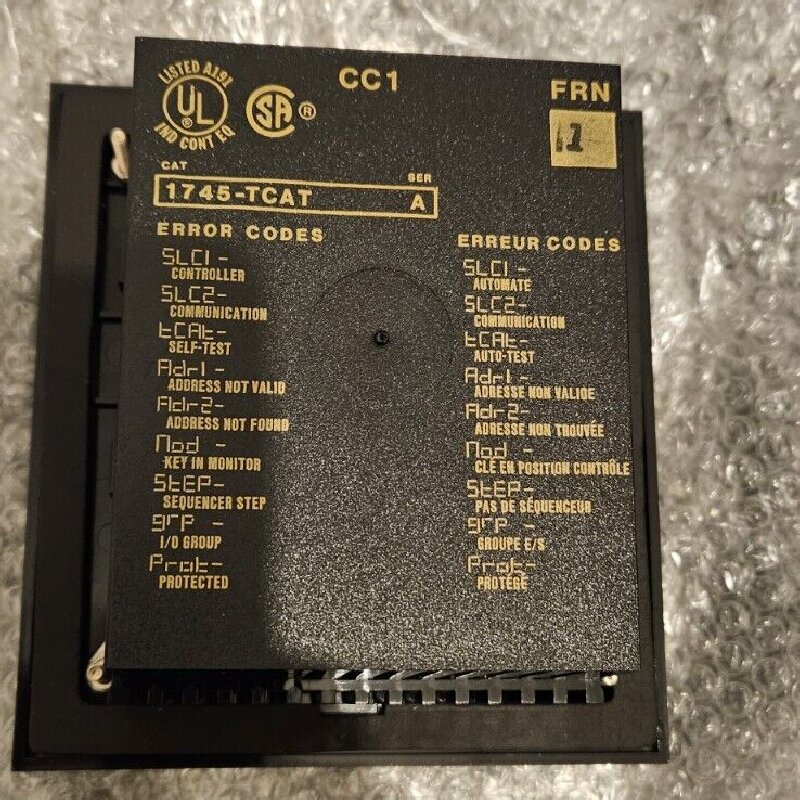 LISTED A19Y
UL ®
IND CONT EQ
SA ®
CC1
FRN
1
CAT
SER
1745-TCAT
A
ERROR CODES
SLC1 -
CONTROLLER
SLC2-
COMMUNICATION
tCAt-
SELF-TEST
Adr1 -
ADDRESS NOT VALID
Adr2-
ADDRESS NOT FOUND
Mod -
KEY IN MONITOR
StEP-
SEQUENCER STEP
grP -
I/O GROUP
Prot-
PROTECTED
ERREUR CODES
SLC1-
AUTOMATE
SLC2-
COMMUNICATION
tCAt-
AUTO-TEST
Adr1-
ADRESSE NON VALIDE
Adr2-
ADRESSE NON TROUVÉE
Mod -
CLÉ EN POSITION CONTRÔLE
StEP-
PAS DE SÉQUENCEUR
grP -
GROUPE E/S
Prot-
PROTÉGÉ